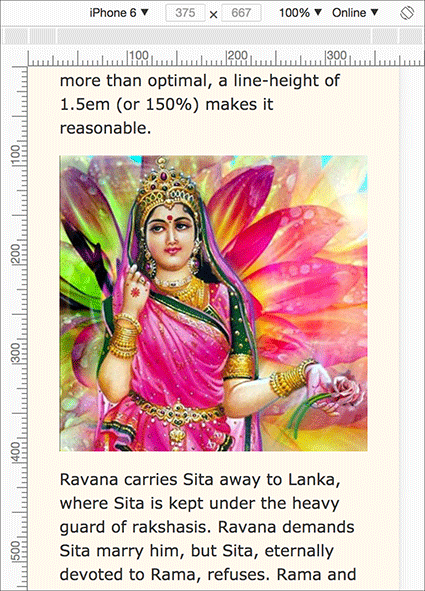 iPhone 6 ▼ 375 × 667 100% ▼ Online ▼
100 200 300
more than optimal, a line-height of
1.5em (or 150%) makes it
reasonable.
100
200
300
400
Ravana carries Sita away to Lanka,
where Sita is kept under the heavy
guard of rakshasis. Ravana demands
Sita marry him, but Sita, eternally
devoted to Rama, refuses. Rama and
500